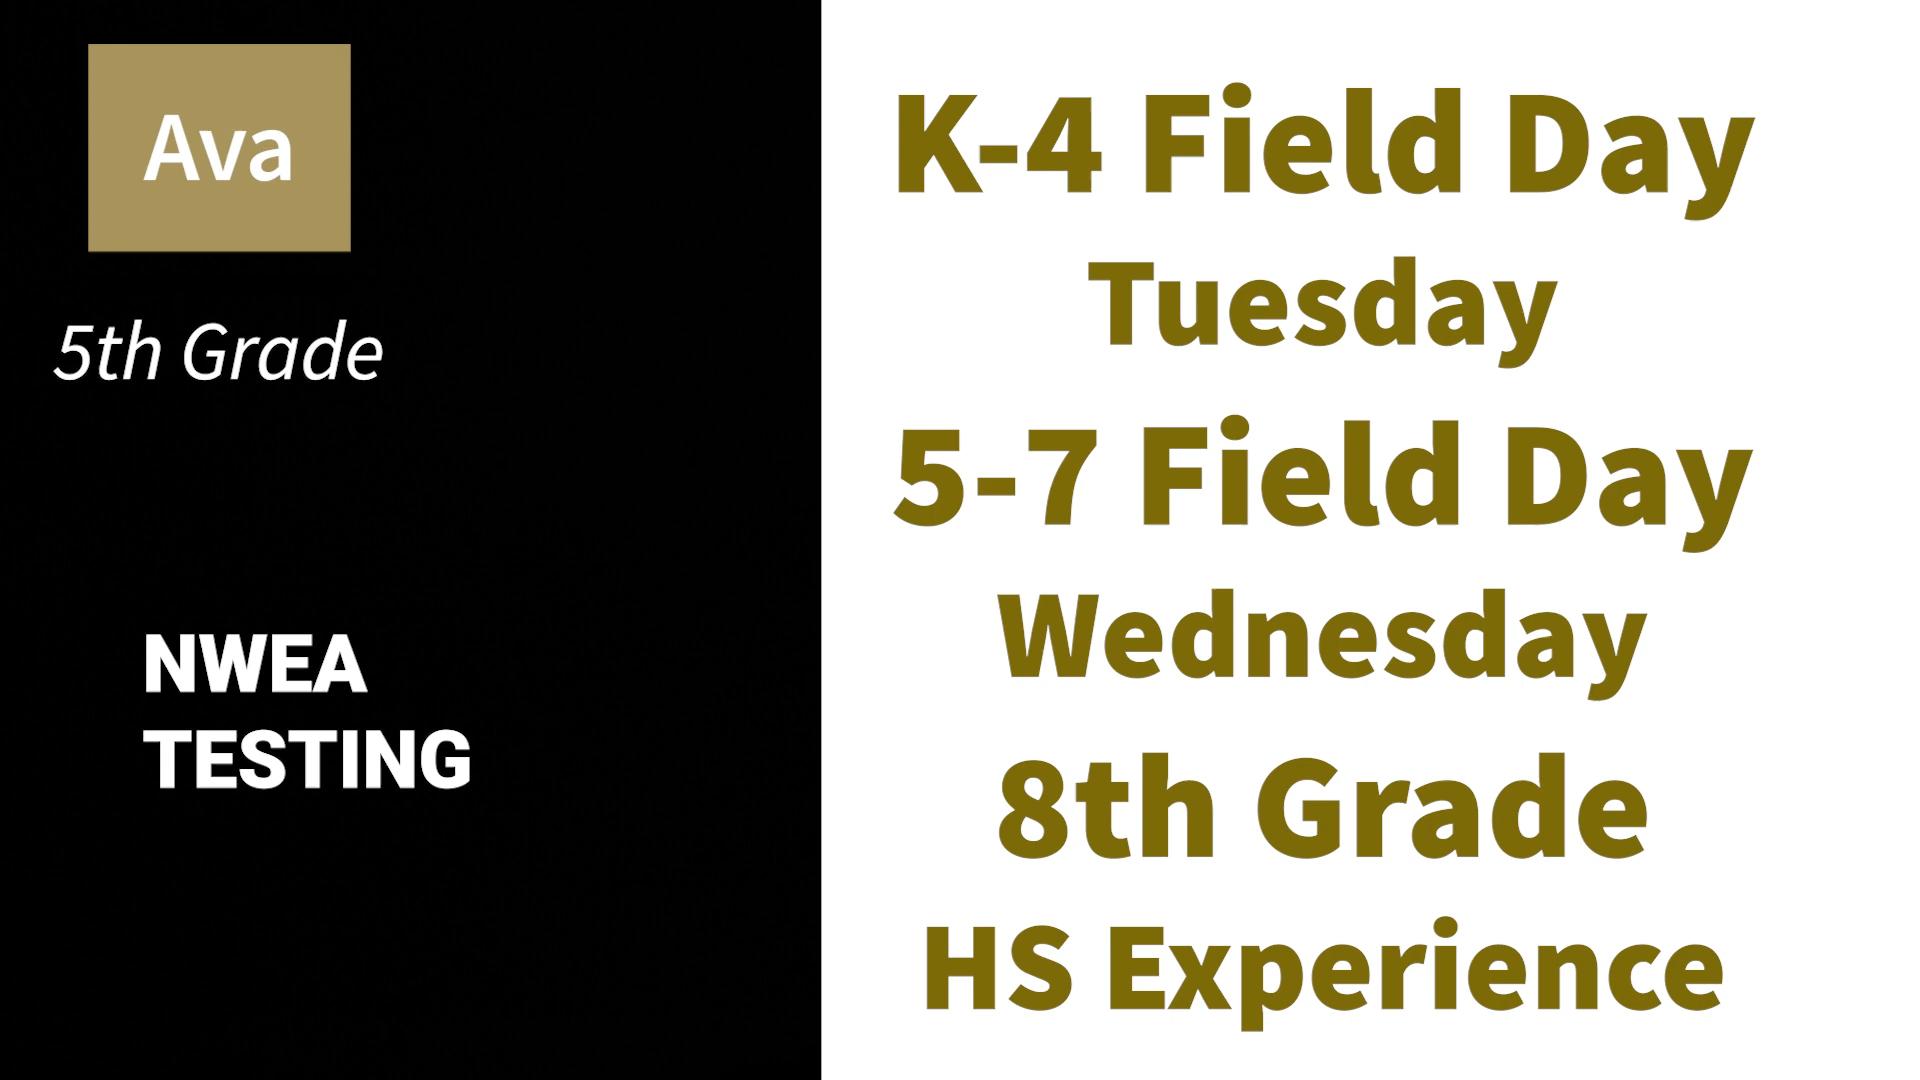 Ava
5th Grade
NWEA
TESTING
K-4 Field Day
Tuesday
5-7 Field Day
Wednesday
8th Grade
HS Experience